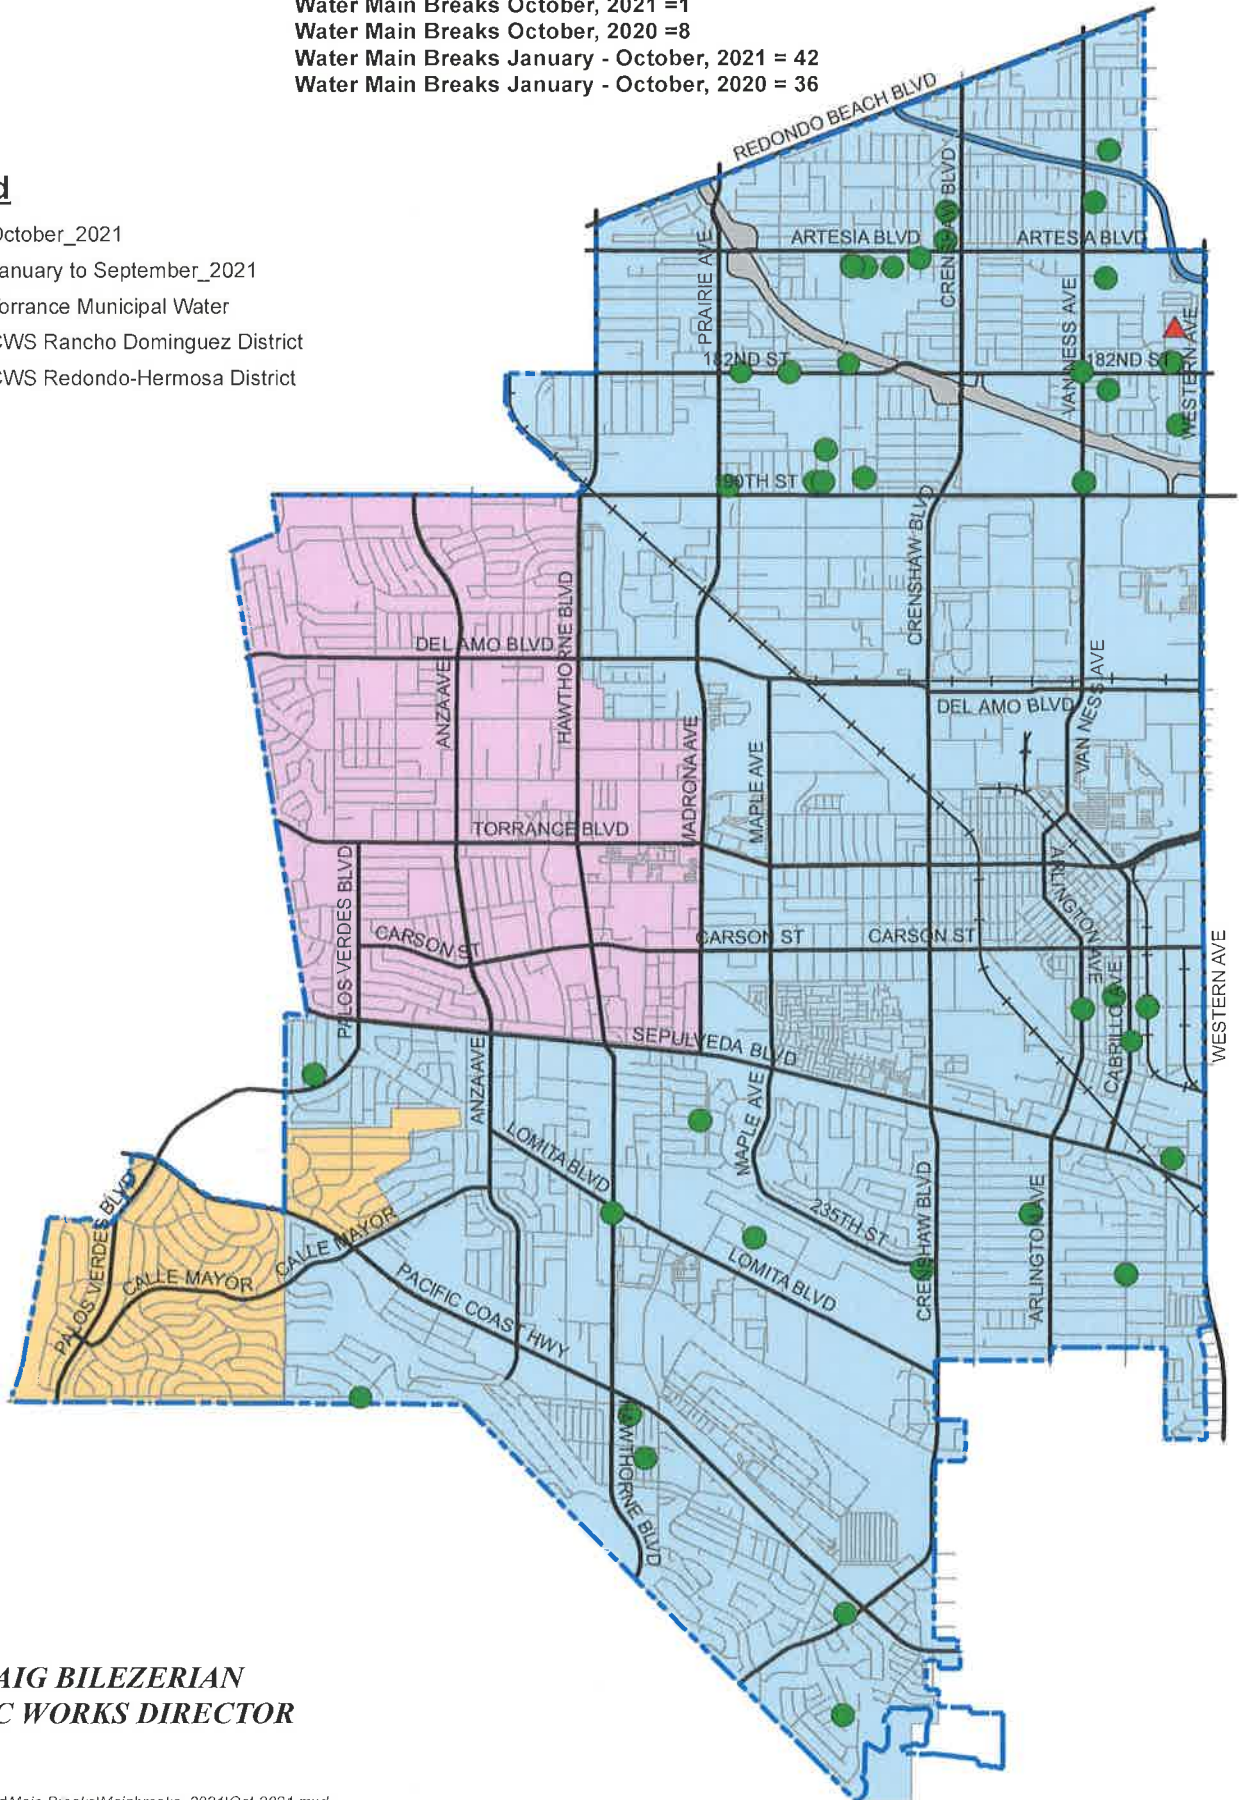 Water Main Breaks October, 2021 =1
Water Main Breaks October, 2020 =8
Water Main Breaks January - October, 2021 = 42
Water Main Breaks January - October, 2020 = 36
d
October_2021
January to September_2021
Torrance Municipal Water
CWS Rancho Dominguez District
CWS Redondo-Hermosa District
REDONDO BEACH BLVD
CRENSHAW BLVD
ARTESIA BLVD
ARTESIA BLVD
PRAIRIE AVE
VAN NESS AVE
WESTERN AVE
182ND ST
182ND ST
190TH ST
CRENSHAW BLVD
HAWTHORNE BLVD
DEL AMO BLVD
ANZA AVE
MADRONA AVE
MAPLE AVE
DEL AMO BLVD
VAN NESS AVE
TORRANCE BLVD
PALOS VERDES BLVD
ARLINGTON AVE
CARSON ST
CARSON ST
CARSON ST
CABRILLO AVE
WESTERN AVE
SEPULVEDA BLVD
ANZA AVE
MAPLE AVE
LOMITA BLVD
235TH ST
CRENSHAW BLVD
ARLINGTON AVE
PALOS VERDES BLVD
CALLE MAYOR
CALLE MAYOR
PACIFIC COAST HWY
LOMITA BLVD
HAWTHORNE BLVD
AIG BILEZERIAN
C WORKS DIRECTOR